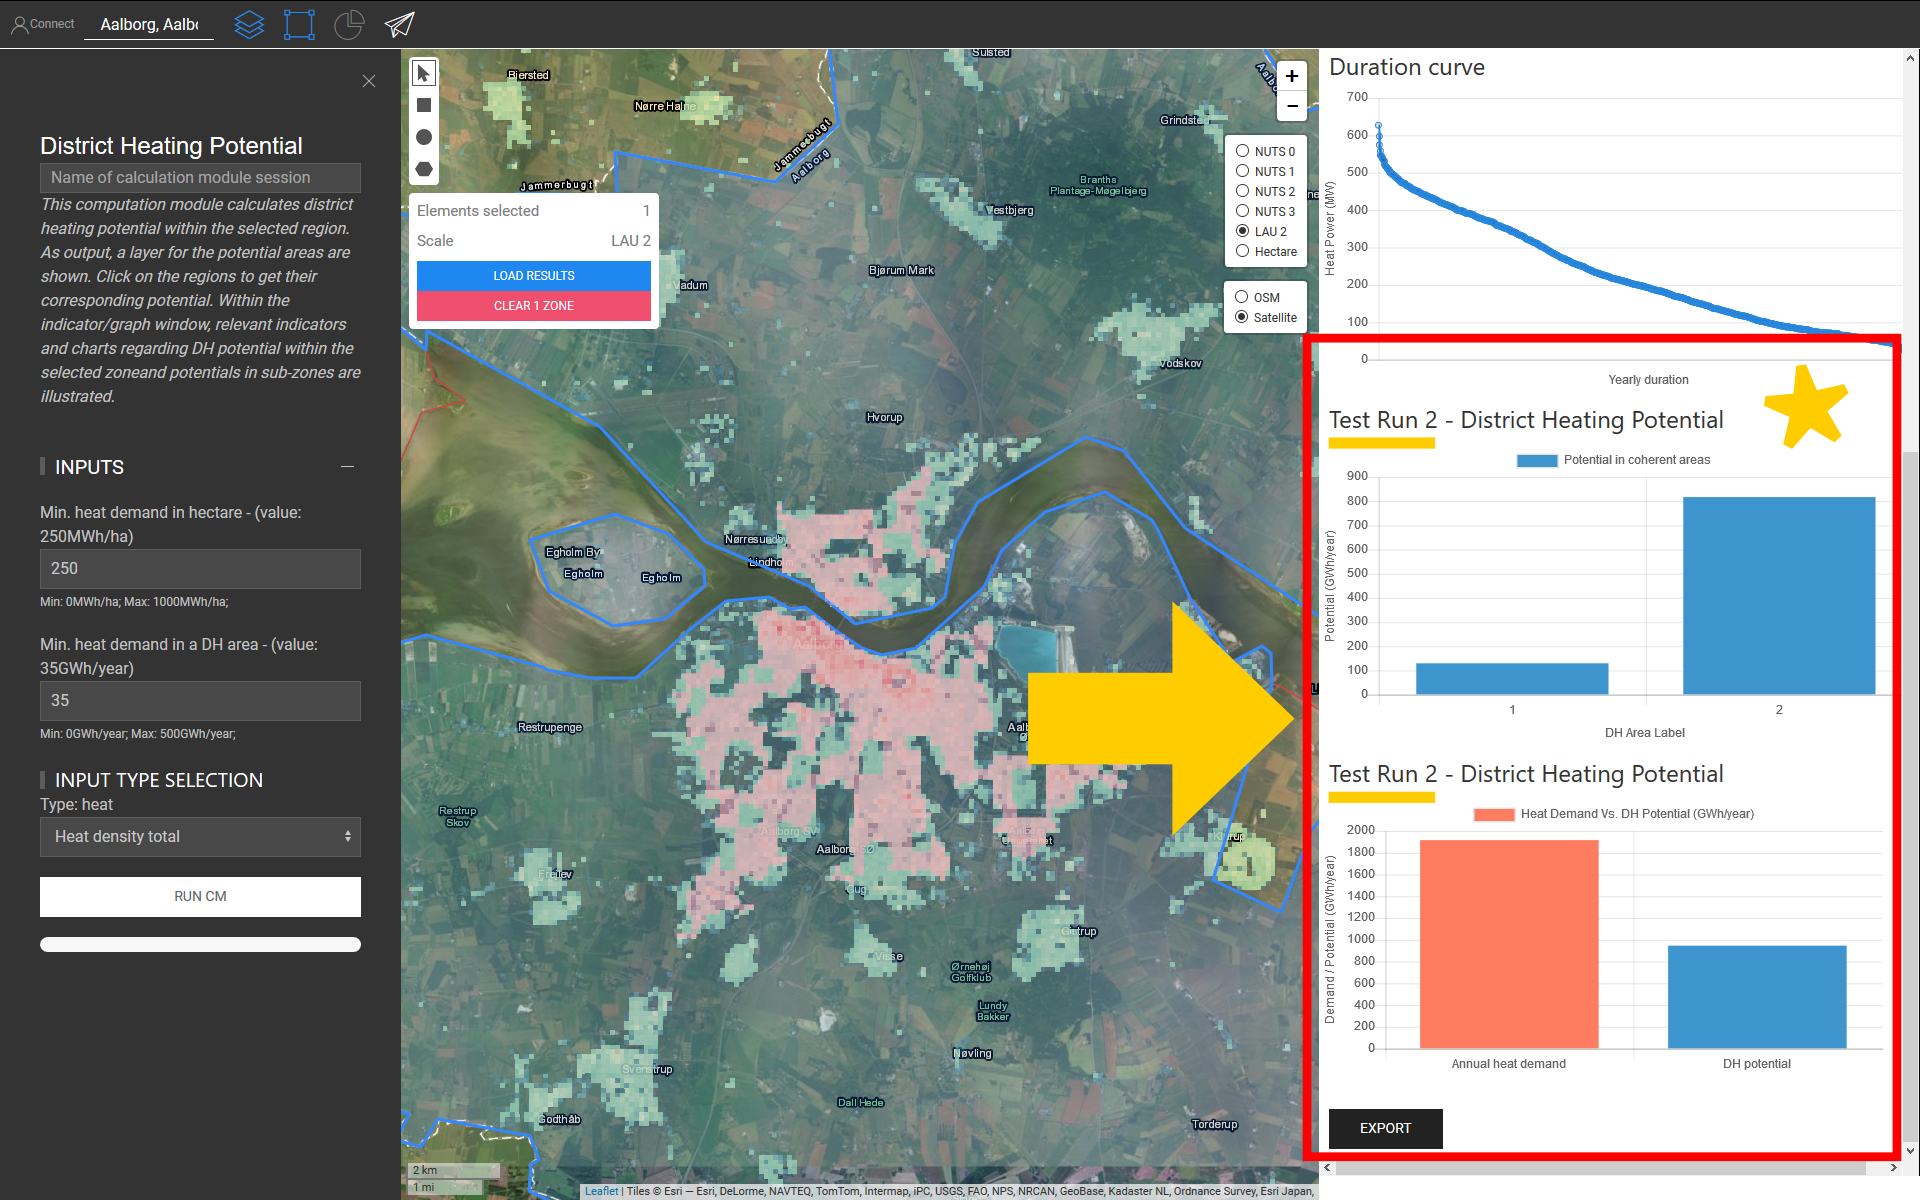 Connect
Aalborg, Aalb
District Heating Potential
Name of calculation module session
This computation module calculates district
heating potential within the selected region.
As output, a layer for the potential areas are
shown. Click on the regions to get their
corresponding potential. Within the
indicator/graph window, relevant indicators
and charts regarding DH potential within the
selected zoneand potentials in sub-zones are
illustrated.
INPUTS
Min. heat demand in hectare - (value:
250MWh/ha)
250
Min: 0MWh/ha; Max: 1000MWh/ha;
Min. heat demand in a DH area - (value:
35GWh/year)
35
Min: 0GWh/year; Max: 500GWh/year;
INPUT TYPE SELECTION
Type: heat
Heat density total
RUN CM
Elements selected 1
Scale LAU 2
LOAD RESULTS
CLEAR 1 ZONE
+
-
NUTS 0
NUTS 1
NUTS 2
NUTS 3
LAU 2
Hectare
OSM
Satellite
Sulsted
Bjersted
Nørre Halne
Grindsted
Jammerbugt
Aalborg
Jammerbugt
Branths
Plantage-Møgelbjerg
Vestbjerg
Bjørum Mark
Vadum
Vodskov
Hvorup
Nørresundby
Lindholm
Egholm By
Egholm
Egholm
Aalborg
Restrupenge
Restrup
Skov
Aalborg SV
Aalborg SØ
Aalborg
Universitet
Klarup
Frejlev
Gug
Gistrup
Visse
Ørnehøj
Golfklub
Lundy
Bakker
Nøvling
Svenstrup
Dall Hede
Godthåb
Torderup
2 km
1 mi
Leaflet | Tiles © Esri — Esri, DeLorme, NAVTEQ, TomTom, Intermap, iPC, USGS, FAO, NPS, NRCAN, GeoBase, Kadaster NL, Ordnance Survey, Esri Japan,
Duration curve
700
600
500
400
300
200
100
0
Heat Power (MW)
Yearly duration
Test Run 2 - District Heating Potential
Potential in coherent areas
900
800
700
600
500
400
300
200
100
0
Potential (GWh/year)
1 2
DH Area Label
Test Run 2 - District Heating Potential
Heat Demand Vs. DH Potential (GWh/year)
2000
1800
1600
1400
1200
1000
800
600
400
200
0
Demand / Potential (GWh/year)
Annual heat demand DH potential
EXPORT